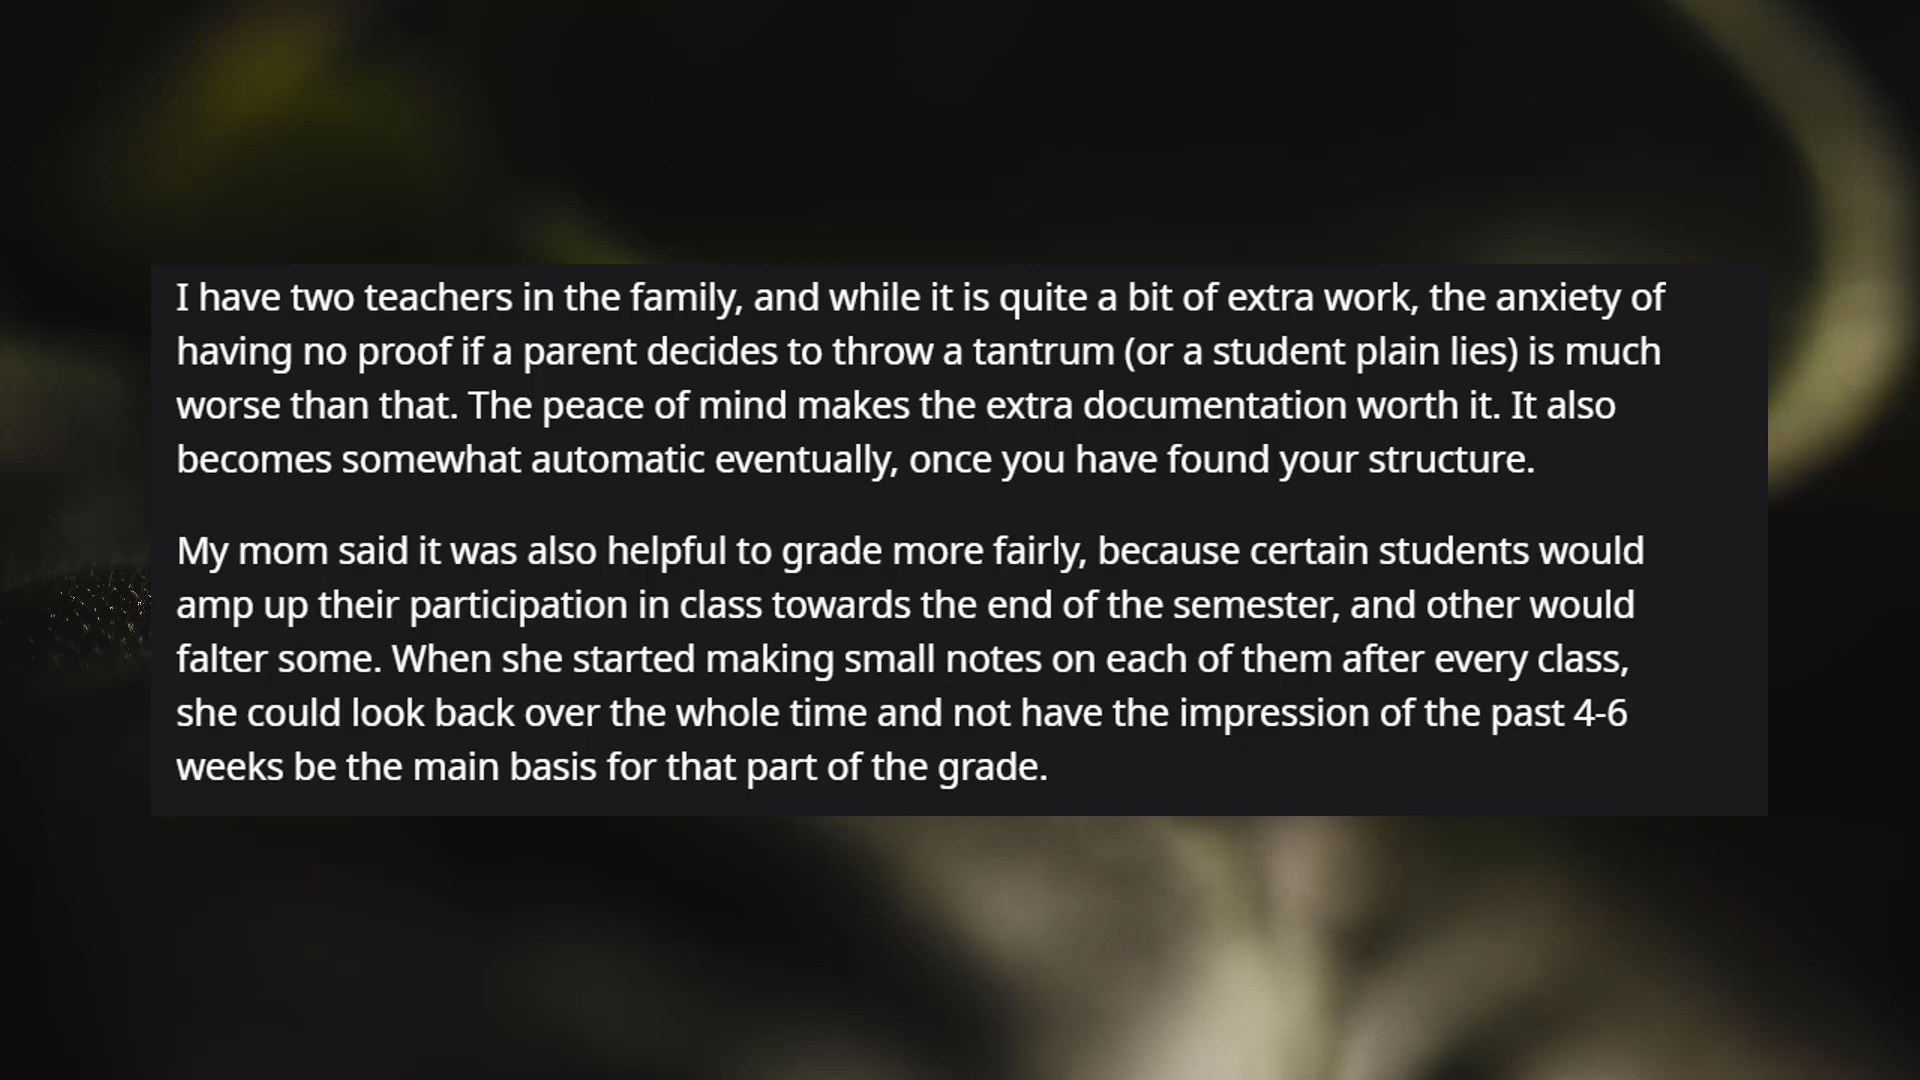 I have two teachers in the family, and while it is quite a bit of extra work, the anxiety of
having no proof if a parent decides to throw a tantrum (or a student plain lies) is much
worse than that. The peace of mind makes the extra documentation worth it. It also
becomes somewhat automatic eventually, once you have found your structure.
My mom said it was also helpful to grade more fairly, because certain students would
amp up their participation in class towards the end of the semester, and other would
falter some. When she started making small notes on each of them after every class,
she could look back over the whole time and not have the impression of the past 4-6
weeks be the main basis for that part of the grade.